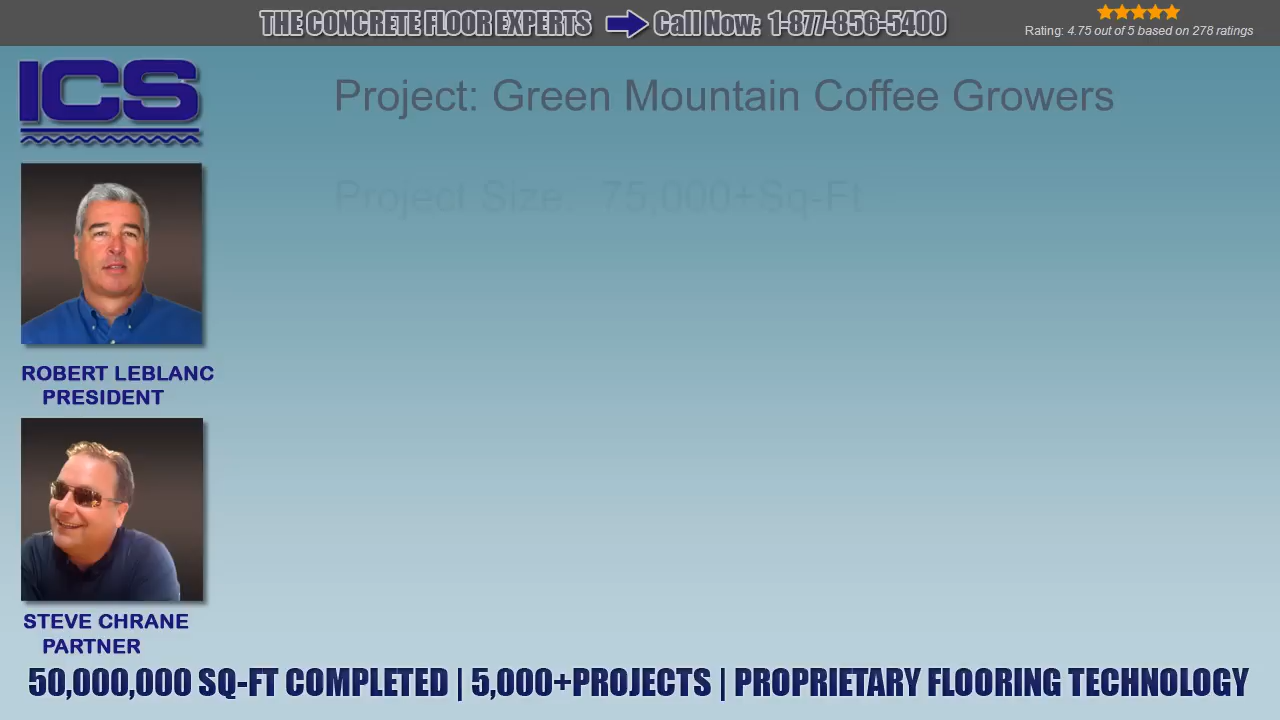 THE CONCRETE FLOOR EXPERTS Call Now: 1-877-856-5400
Rating: 4.75 out of 5 based on 278 ratings
ICS
Project: Green Mountain Coffee Growers
Project Size: 75,000+Sq-Ft
ROBERT LEBLANC
PRESIDENT
STEVE CHRANE
PARTNER
50,000,000 SQ-FT COMPLETED | 5,000+PROJECTS | PROPRIETARY FLOORING TECHNOLOGY